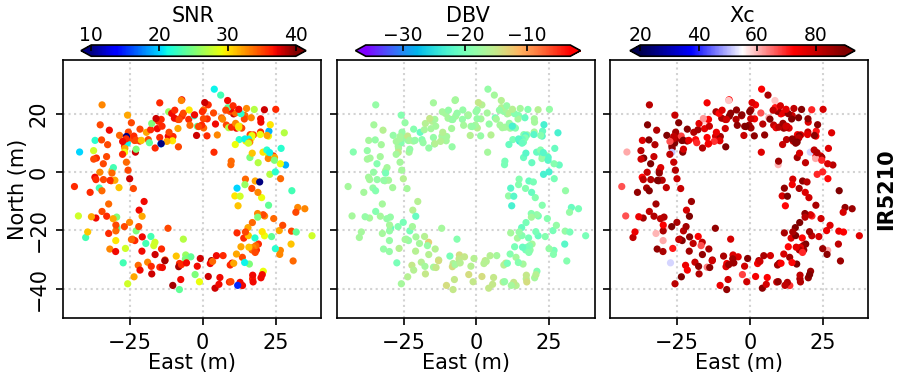 SNR DBV Xc
10 20 30 40 −30 −20 −10 20 40 60 80
North (m)
20
0
−20
−40
IR5210
−25 0 25 −25 0 25 −25 0 25
East (m) East (m) East (m)